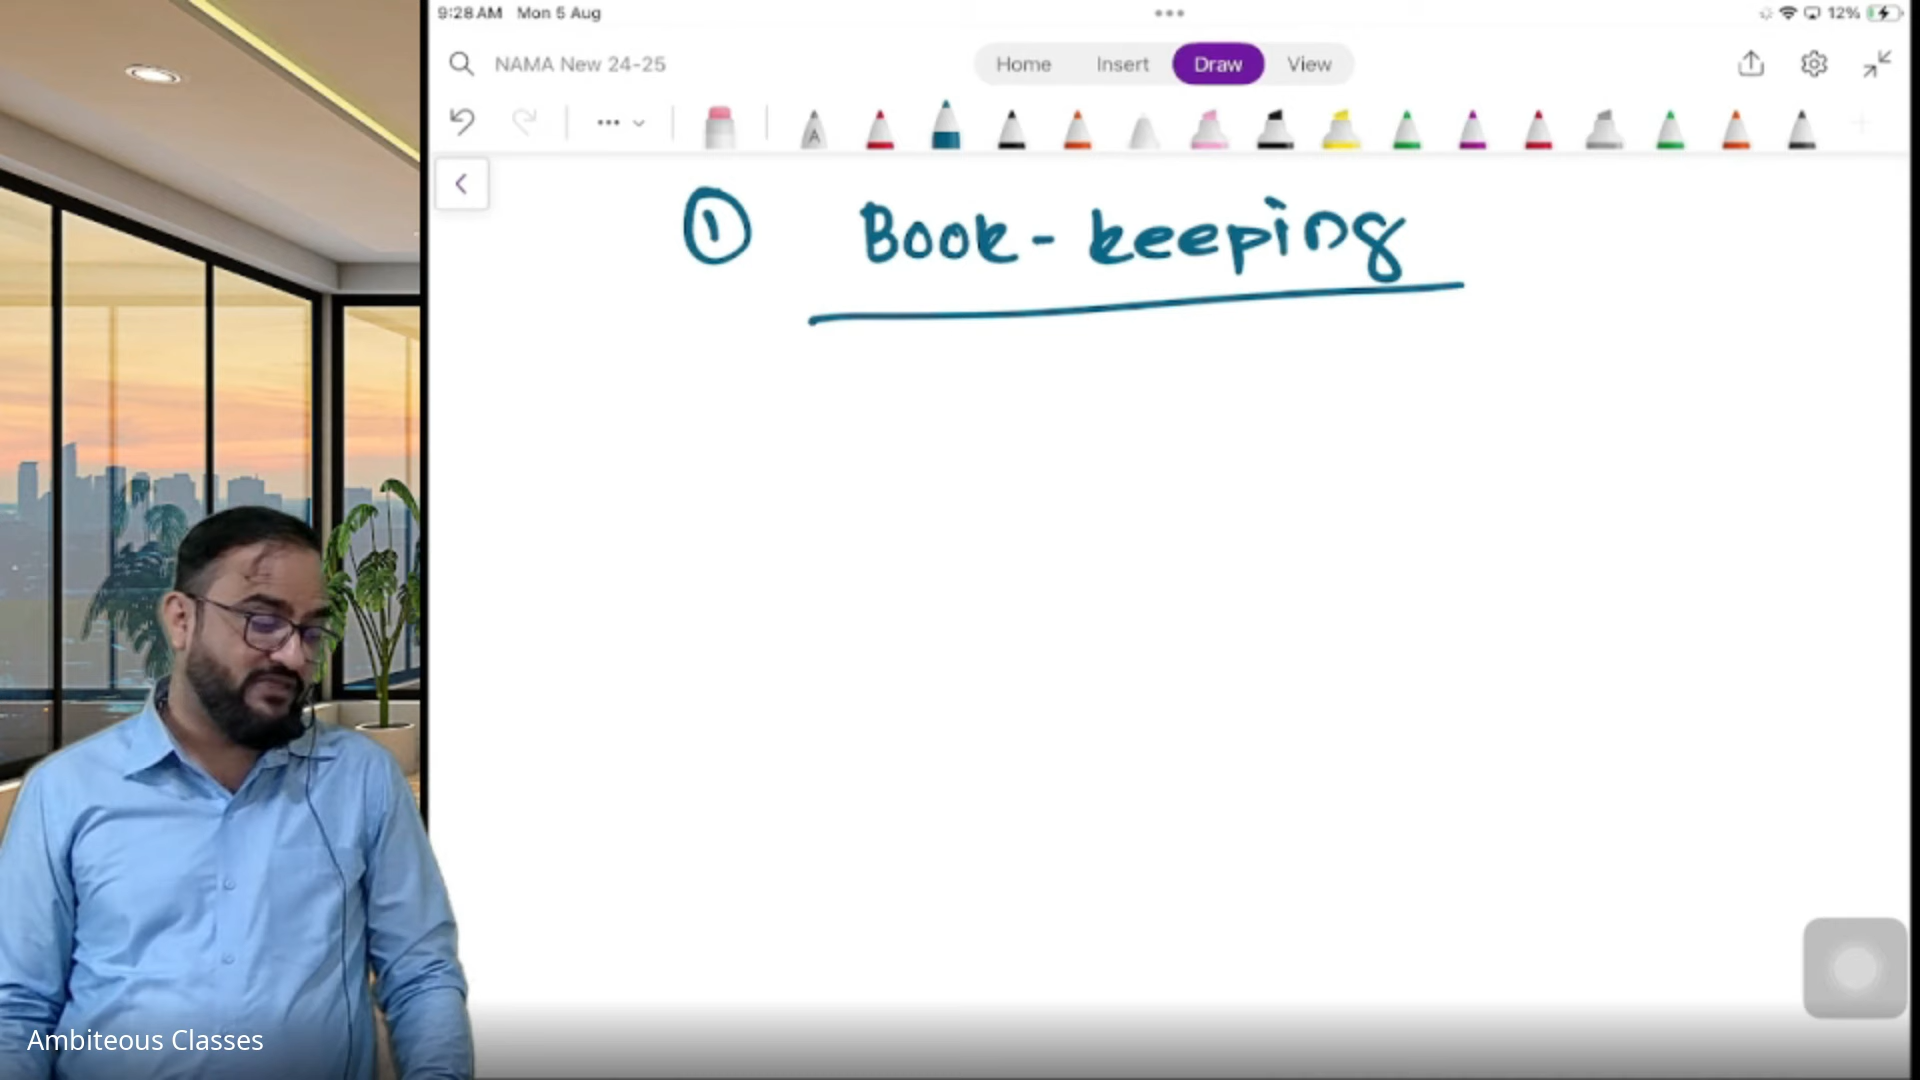 9:28 AM Mon 5 Aug
12%
NAMA New 24-25
Home Insert Draw View
A
① Book-keeping
Ambiteous Classes